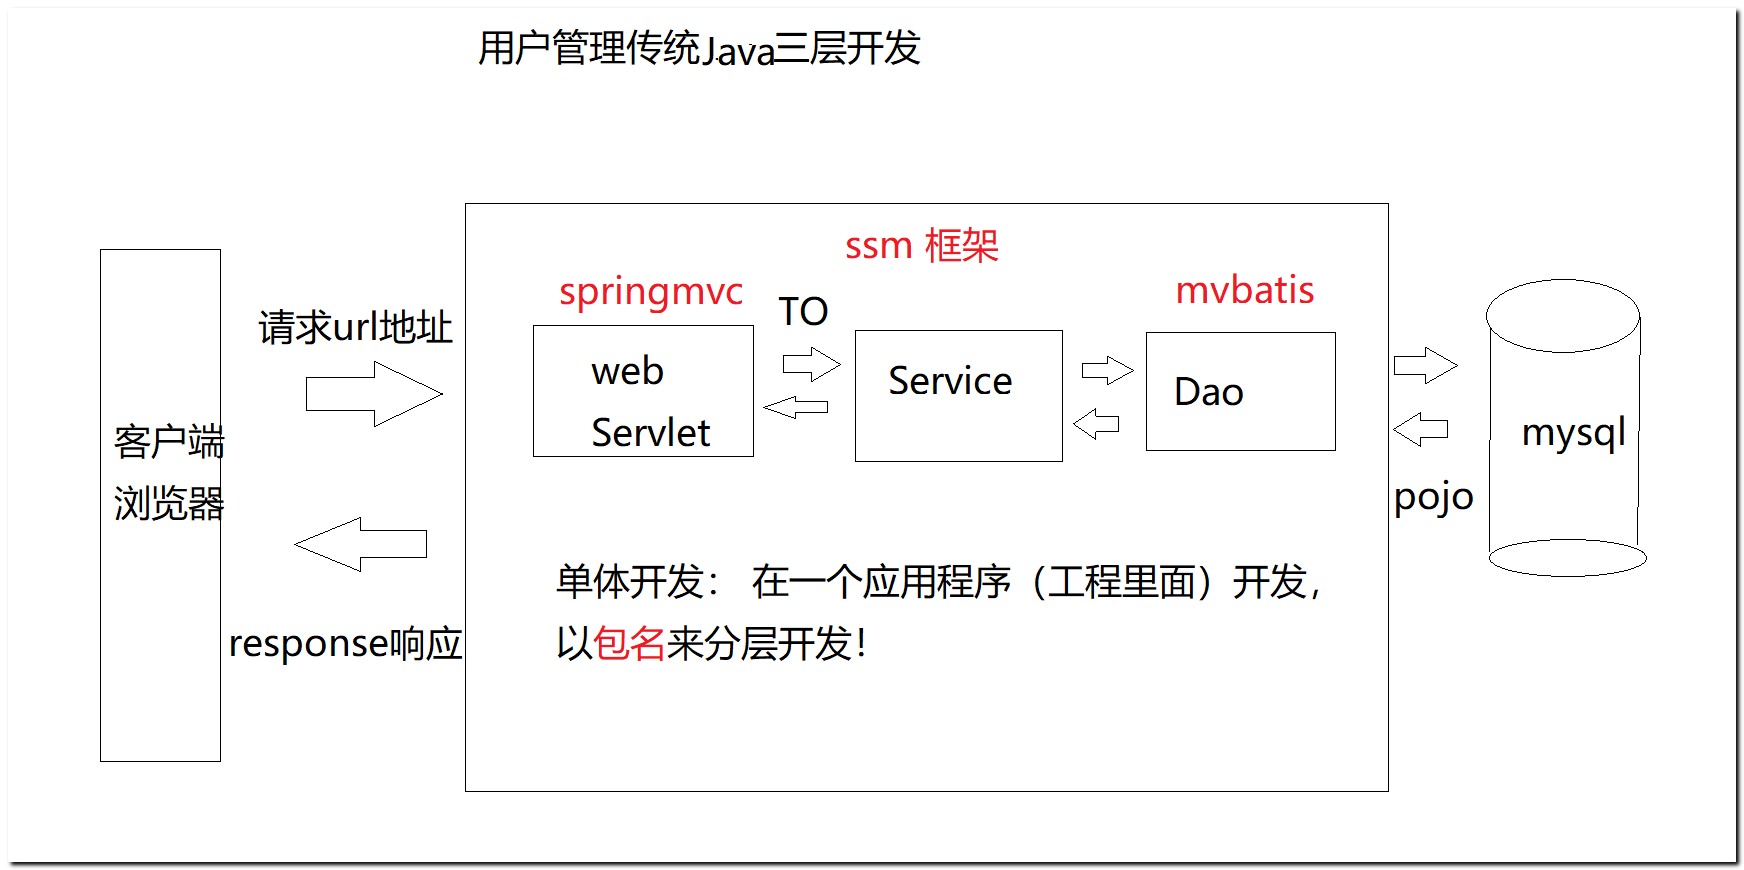 用户管理传统Java三层开发
ssm 框架
springmvc
TO
mvbatis
请求url地址
web
Servlet
Service
Dao
客户端
浏览器
mysql
pojo
response响应
单体开发： 在一个应用程序（工程里面）开发，
以包名来分层开发！